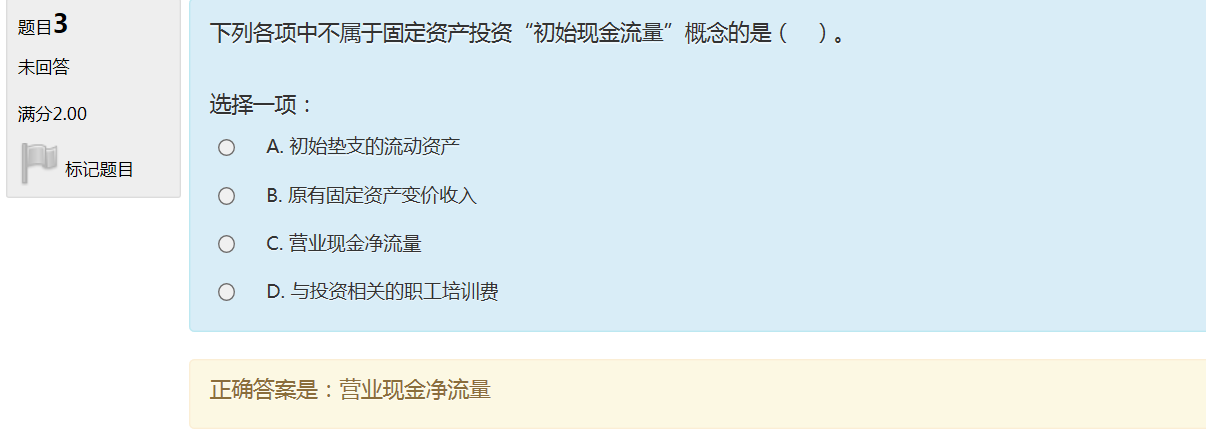 题目3
未回答
满分2.00
标记题目
下列各项中不属于固定资产投资“初始现金流量”概念的是（　）。
选择一项：
A. 初始垫支的流动资产
B. 原有固定资产变价收入
C. 营业现金净流量
D. 与投资相关的职工培训费
正确答案是：营业现金净流量